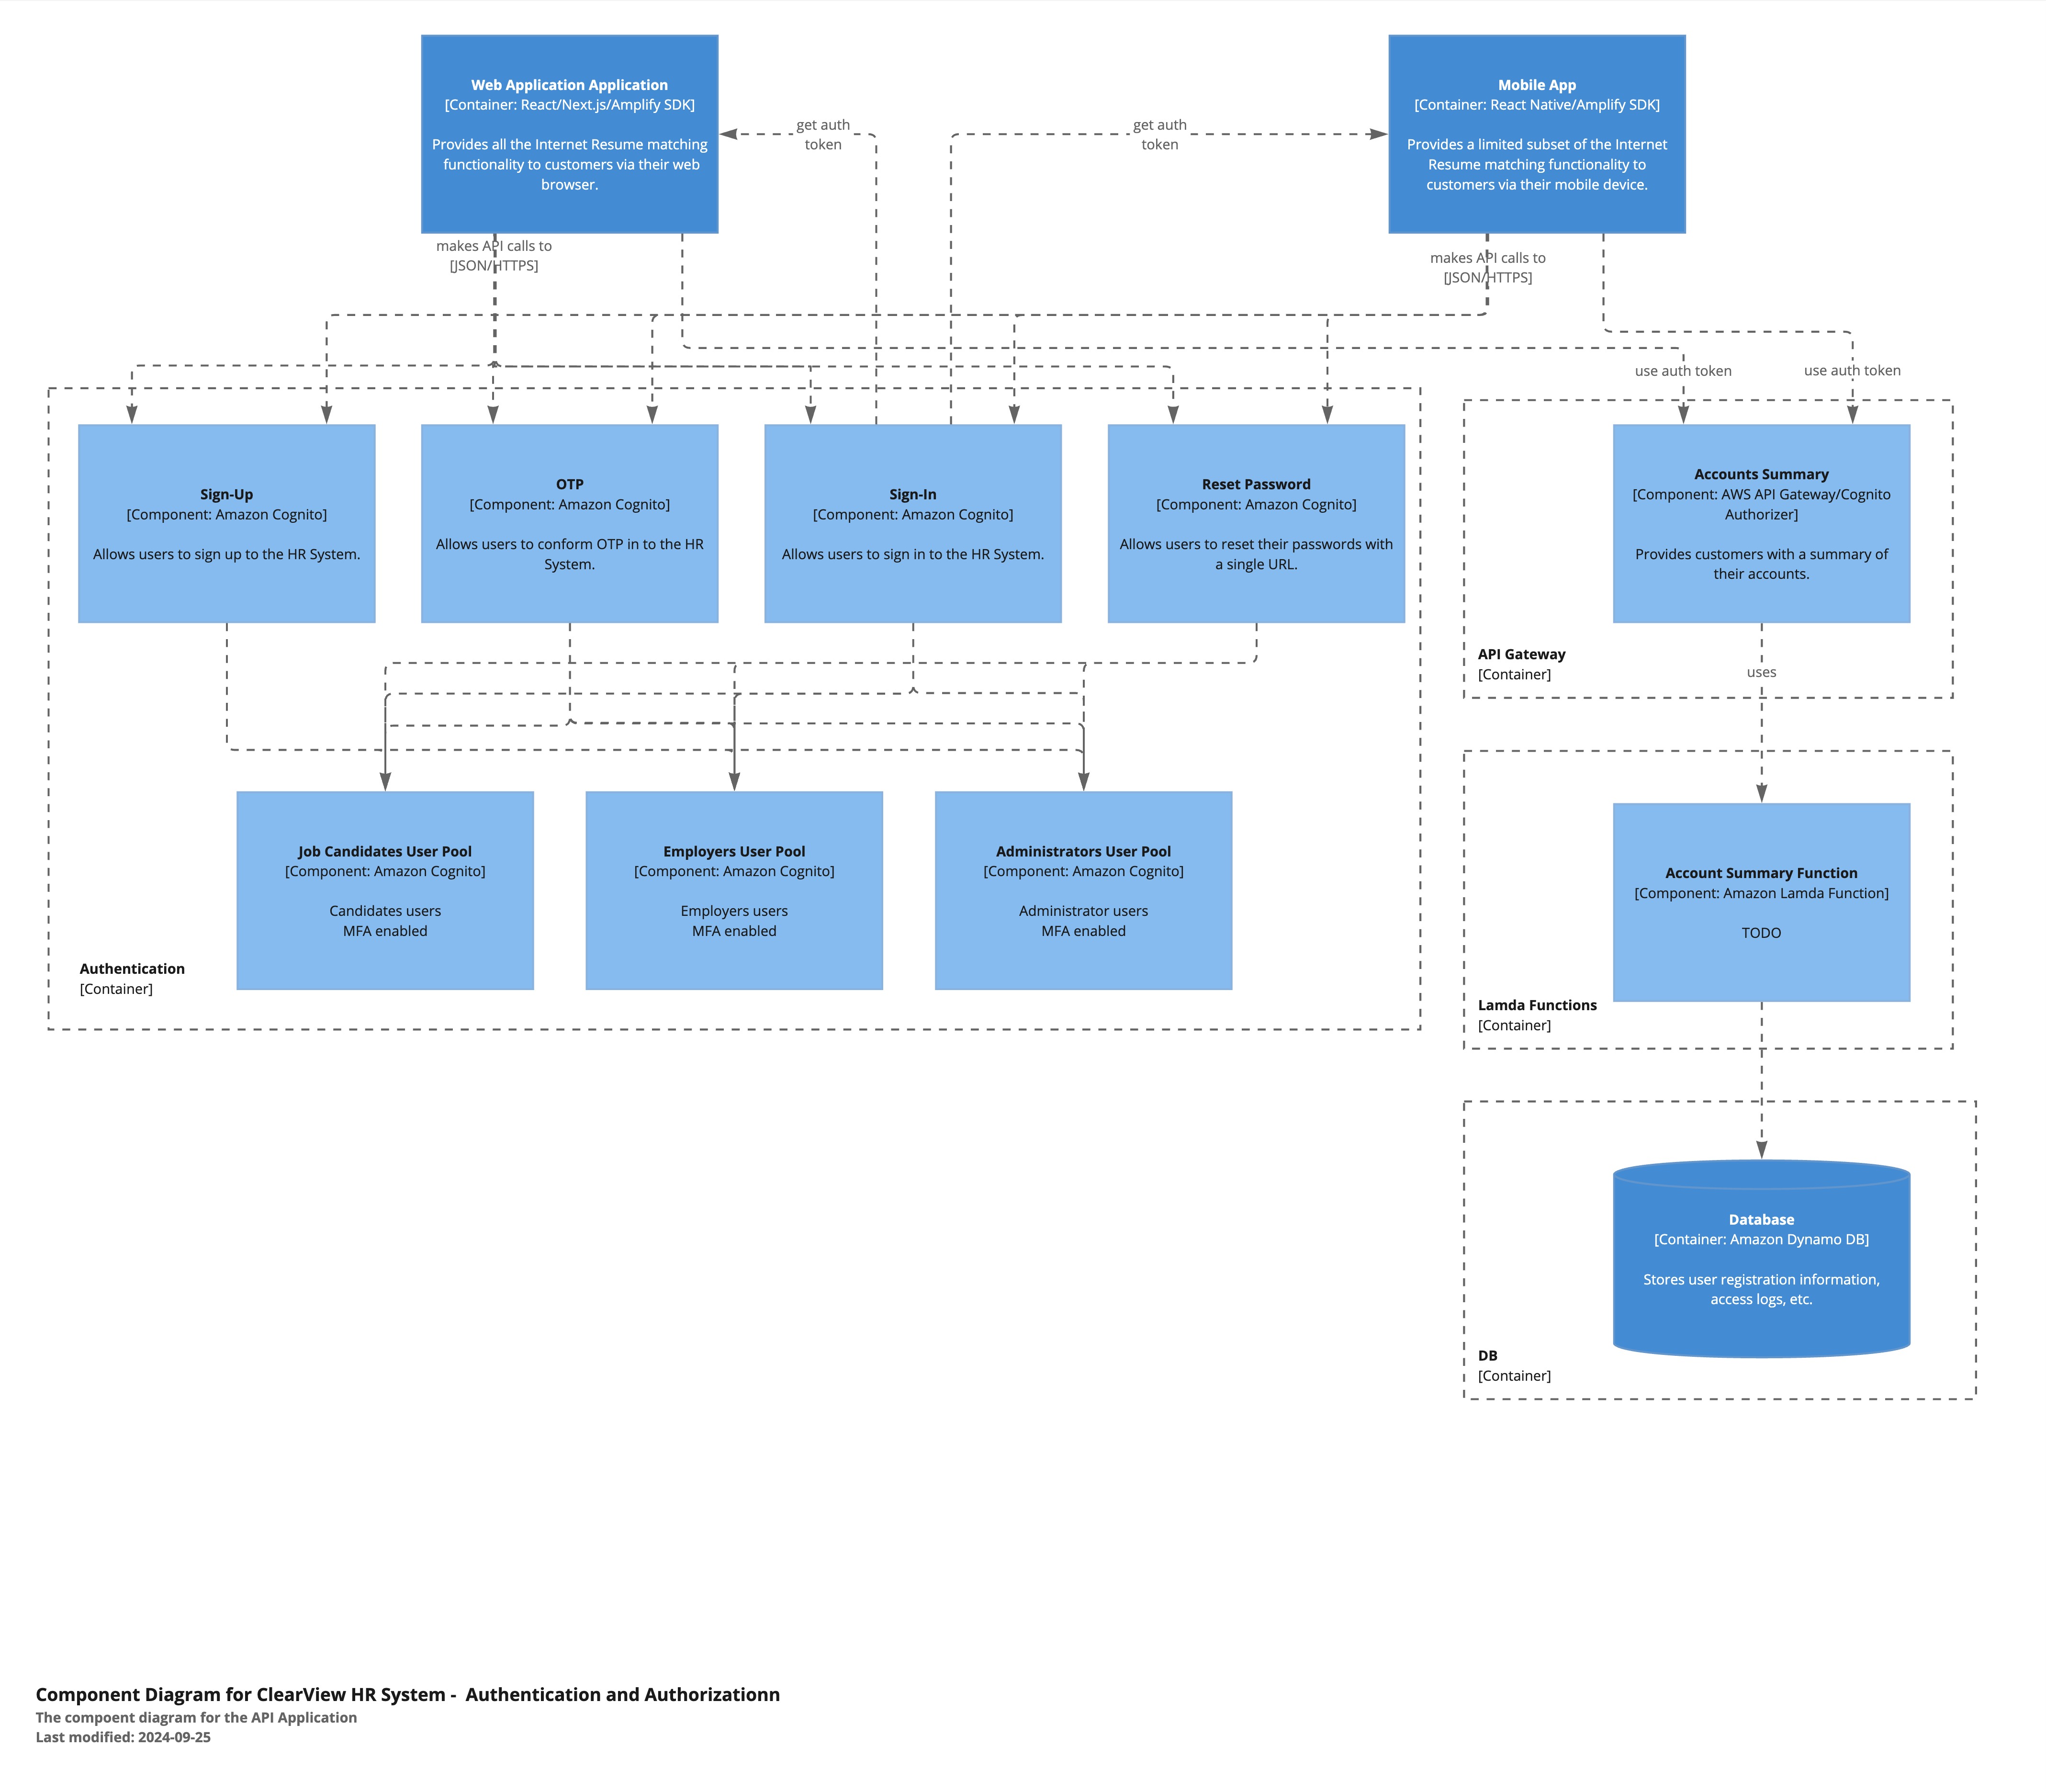 Web Application Application
[Container: React/Next.js/Amplify SDK]
Provides all the Internet Resume matching
functionality to customers via their web
browser.
get auth
token
get auth
token
Mobile App
[Container: React Native/Amplify SDK]
Provides a limited subset of the Internet
Resume matching functionality to
customers via their mobile device.
makes API calls to
[JSON/HTTPS]
makes API calls to
[JSON/HTTPS]
use auth token
use auth token
Sign-Up
[Component: Amazon Cognito]
Allows users to sign up to the HR System.
OTP
[Component: Amazon Cognito]
Allows users to conform OTP in to the HR
System.
Sign-In
[Component: Amazon Cognito]
Allows users to sign in to the HR System.
Reset Password
[Component: Amazon Cognito]
Allows users to reset their passwords with
a single URL.
Accounts Summary
[Component: AWS API Gateway/Cognito
Authorizer]
Provides customers with a summary of
their accounts.
API Gateway
[Container]
uses
Job Candidates User Pool
[Component: Amazon Cognito]
Candidates users
MFA enabled
Employers User Pool
[Component: Amazon Cognito]
Employers users
MFA enabled
Administrators User Pool
[Component: Amazon Cognito]
Administrator users
MFA enabled
Authentication
[Container]
Account Summary Function
[Component: Amazon Lamda Function]
TODO
Lamda Functions
[Container]
Database
[Container: Amazon Dynamo DB]
Stores user registration information,
access logs, etc.
DB
[Container]
Component Diagram for ClearView HR System -  Authentication and Authorizationn
The compoent diagram for the API Application
Last modified: 2024-09-25